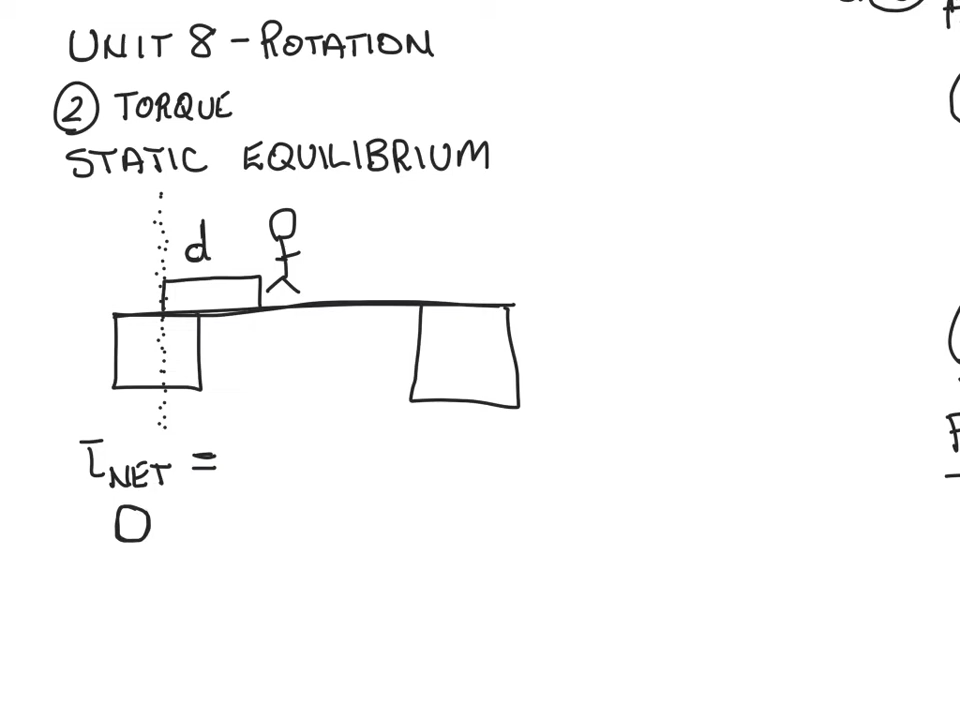 UNIT 8 - ROTATION
② TORQUE
STATIC EQUILIBRIUM
d
τNET =
0